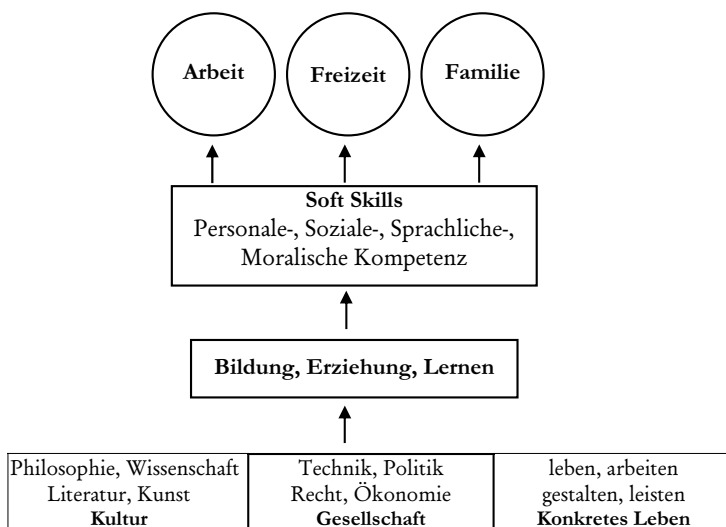 Arbeit
Freizeit
Familie
Soft Skills
Personale-, Soziale-, Sprachliche-,
Moralische Kompetenz
Bildung, Erziehung, Lernen
Philosophie, Wissenschaft
Literatur, Kunst
Kultur
Technik, Politik
Recht, Ökonomie
Gesellschaft
leben, arbeiten
gestalten, leisten
Konkretes Leben